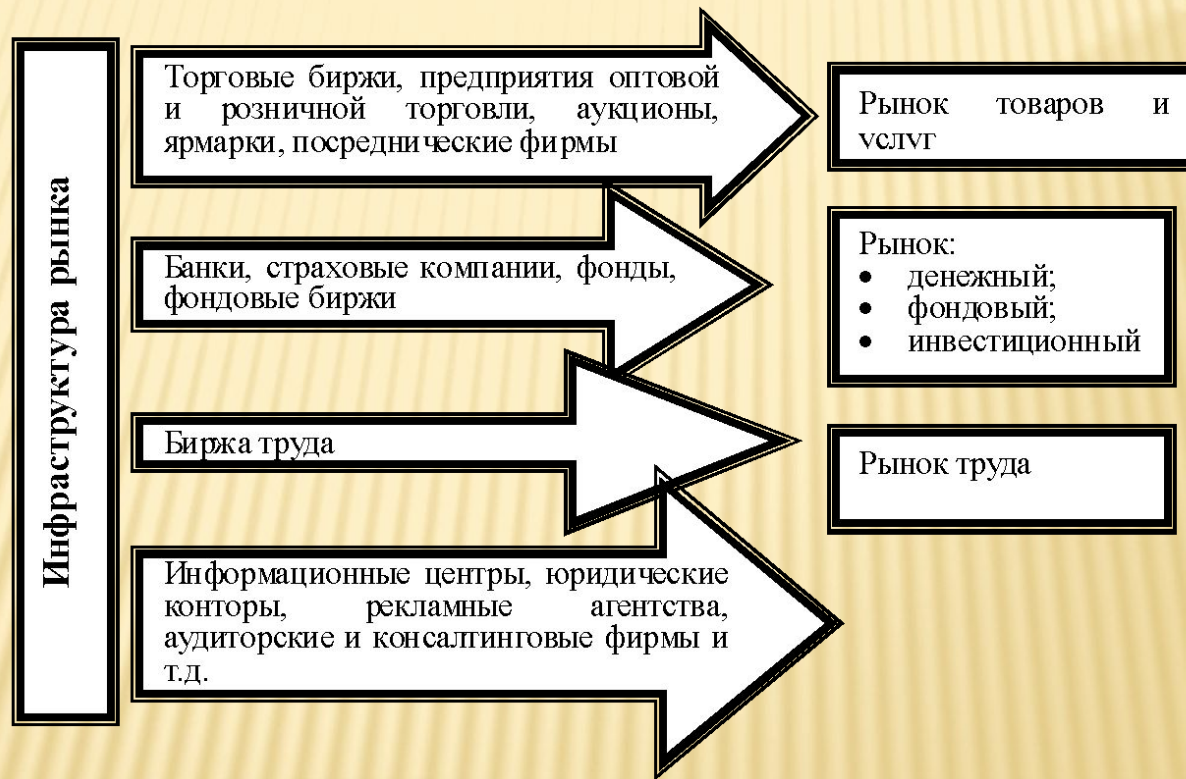 Инфраструктура рынка
Торговые биржи, предприятия оптовой
и розничной торговли, аукционы,
ярмарки, посреднические фирмы
Рынок товаров и
услуг
Банки, страховые компании, фонды,
фондовые биржи
Рынок:
• денежный;
• фондовый;
• инвестиционный
Биржа труда
Рынок труда
Информационные центры, юридические
конторы, рекламные агентства,
аудиторские и консалтинговые фирмы и
т.д.